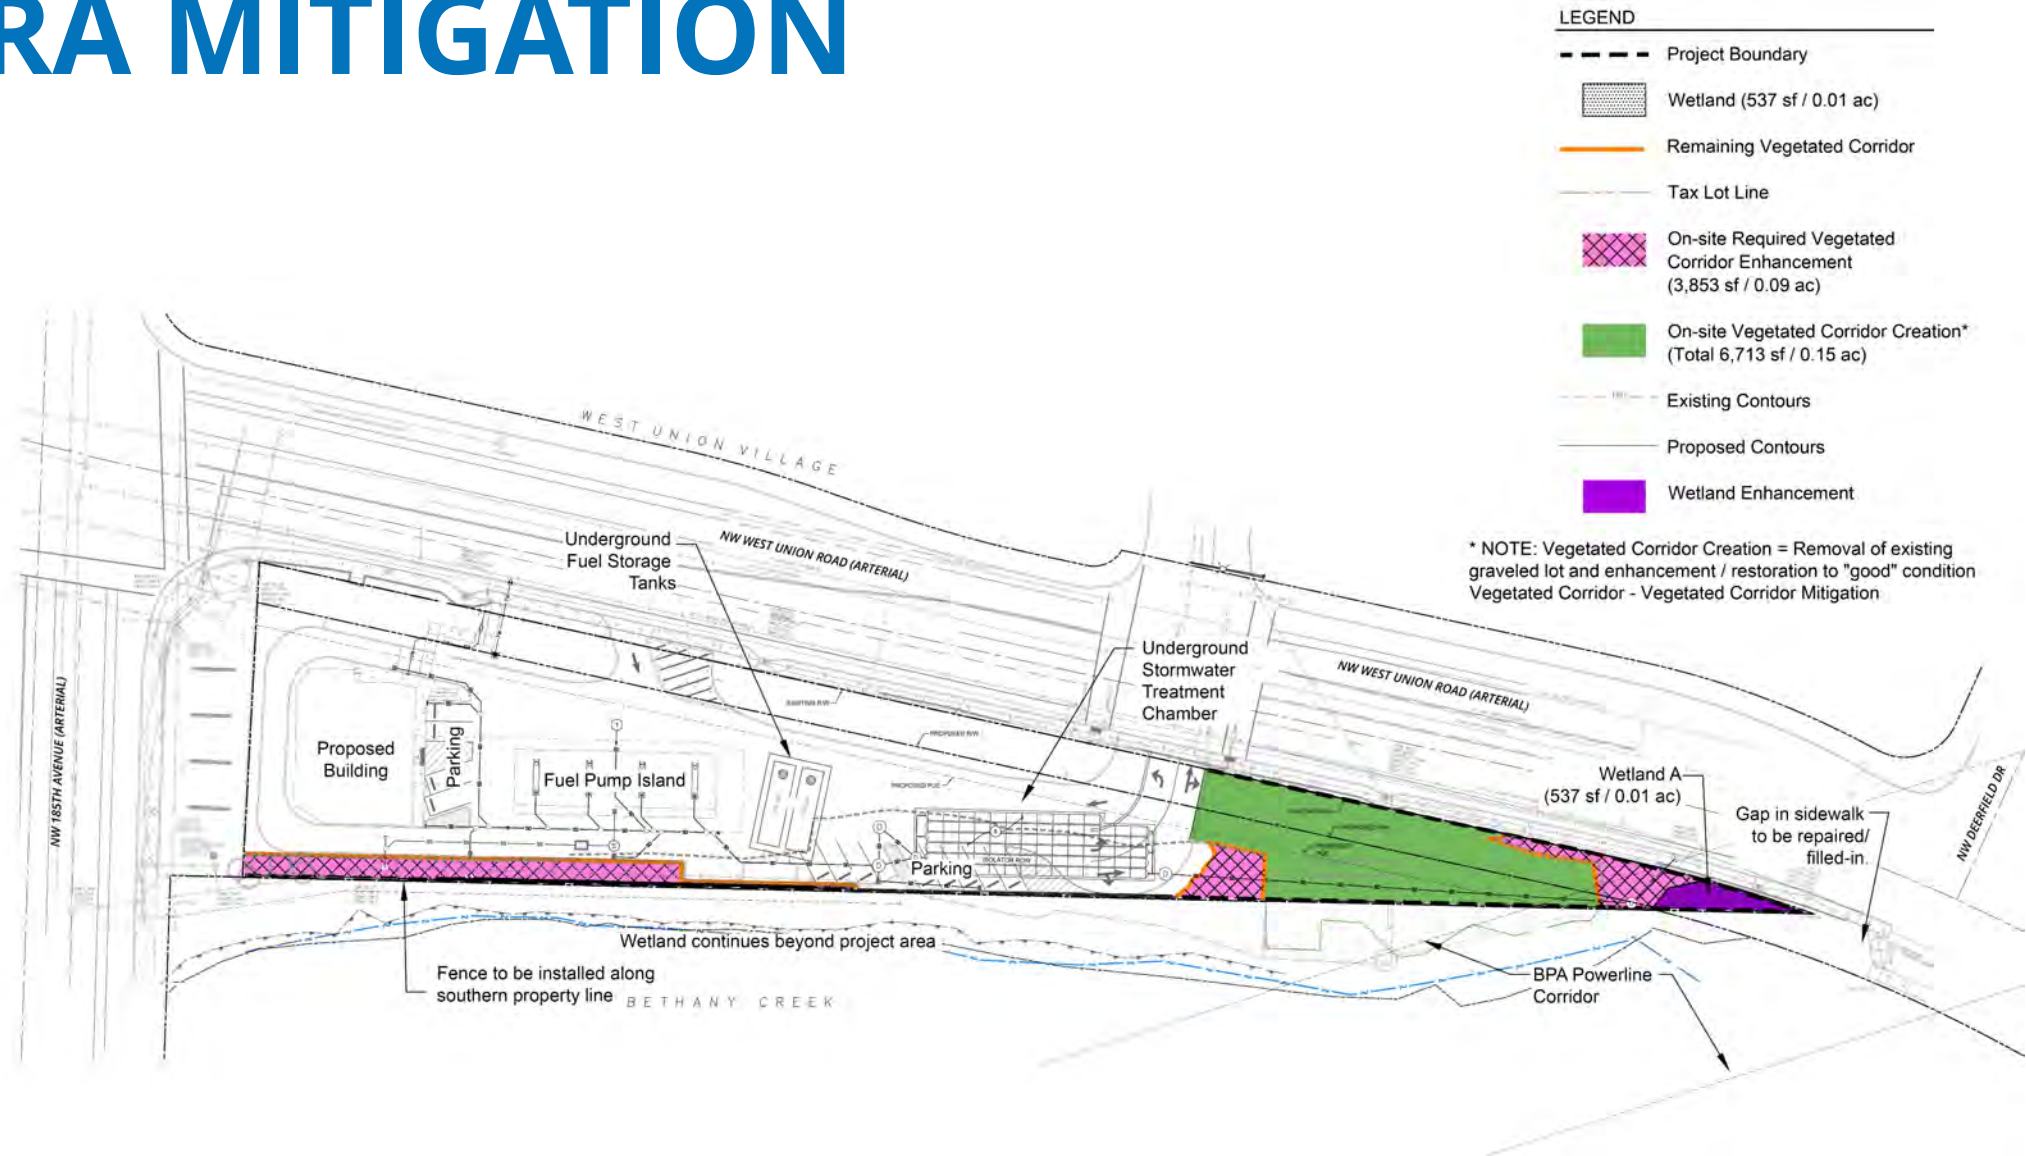 RA MITIGATION
LEGEND
Project Boundary
Wetland (537 sf / 0.01 ac)
Remaining Vegetated Corridor
Tax Lot Line
On-site Required Vegetated
Corridor Enhancement
(3,853 sf / 0.09 ac)
On-site Vegetated Corridor Creation*
(Total 6,713 sf / 0.15 ac)
Existing Contours
Proposed Contours
Wetland Enhancement
* NOTE: Vegetated Corridor Creation = Removal of existing
graveled lot and enhancement / restoration to "good" condition
Vegetated Corridor - Vegetated Corridor Mitigation
WEST UNION VILLAGE
NW WEST UNION ROAD (ARTERIAL)
Underground
Fuel Storage
Tanks
Underground
Stormwater
Treatment
Chamber
NW WEST UNION ROAD (ARTERIAL)
EXISTING R/W
PROPOSED R/W
PROPOSED PUE
NW 185TH AVENUE (ARTERIAL)
Proposed
Building
Parking
Fuel Pump Island
ISOLATOR ROW
Parking
Wetland A
(537 sf / 0.01 ac)
Gap in sidewalk
to be repaired/
filled-in.
NW DEERFIELD DR
Wetland continues beyond project area
Fence to be installed along
southern property line
BETHANY CREEK
BPA Powerline
Corridor